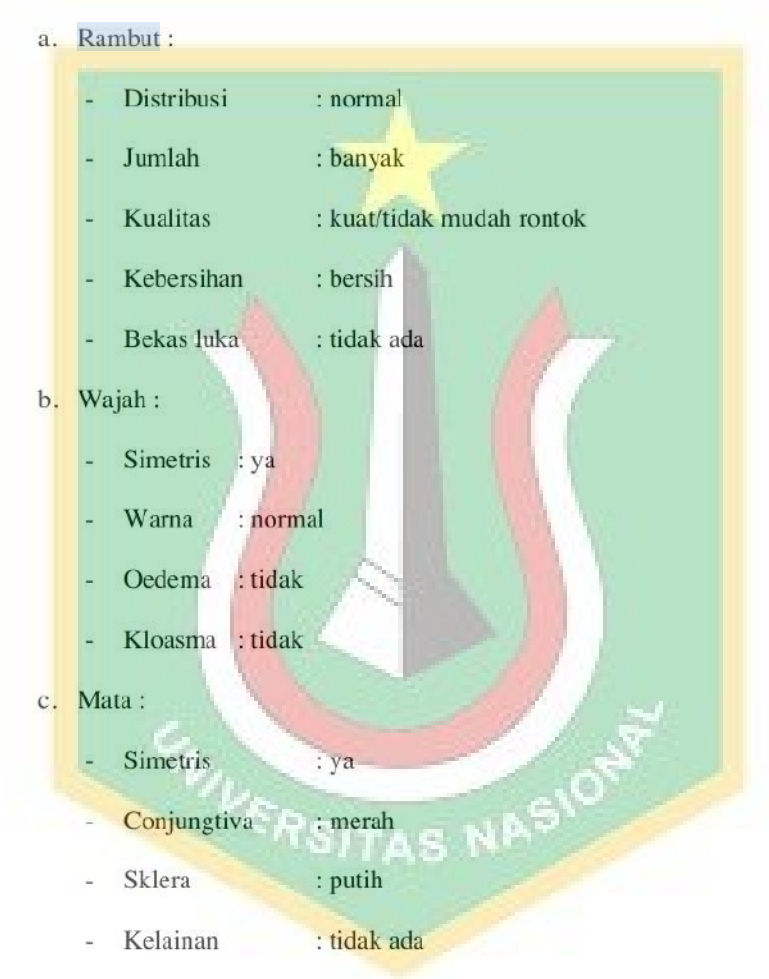 a. Rambut :
- Distribusi : normal
- Jumlah : banyak
- Kualitas : kuat/tidak mudah rontok
- Kebersihan : bersih
- Bekas luka : tidak ada
b. Wajah :
- Simetris : ya
- Warna : normal
- Oedema : tidak
- Kloasma : tidak
c. Mata :
- Simetris : ya
- Conjungtiva : merah
- Sklera : putih
- Kelainan : tidak ada
UNIVERSITAS NASIONAL